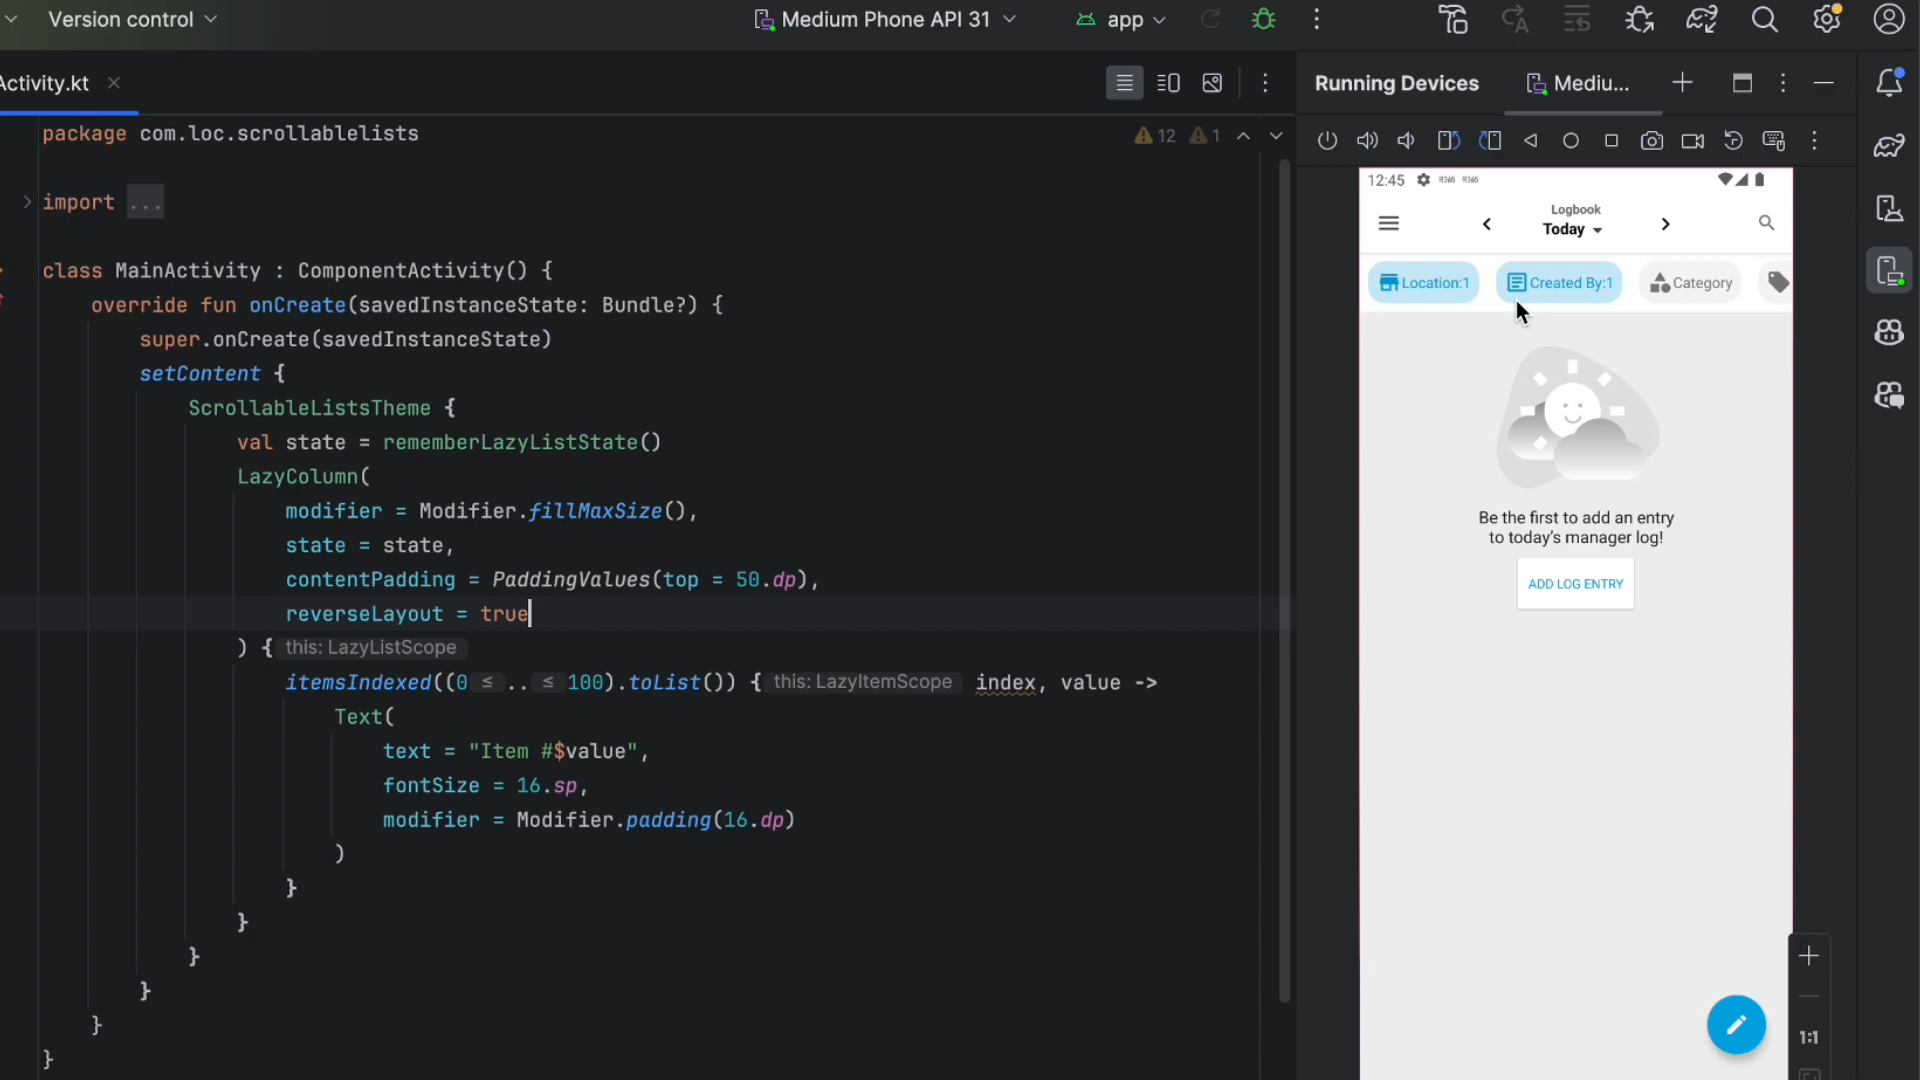 Version control
Medium Phone API 31
app
Activity.kt
Running Devices
Mediu...
package com.loc.scrollablelists
12
1
import ...
class MainActivity : ComponentActivity() {
override fun onCreate(savedInstanceState: Bundle?) {
super.onCreate(savedInstanceState)
setContent {
ScrollableListsTheme {
val state = rememberLazyListState()
LazyColumn(
modifier = Modifier.fillMaxSize(),
state = state,
contentPadding = PaddingValues(top = 50.dp),
reverseLayout = true
) { this: LazyListScope
itemsIndexed((0 ≤ .. ≤ 100).toList()) { this: LazyItemScope index, value ->
Text(
text = "Item #$value",
fontSize = 16.sp,
modifier = Modifier.padding(16.dp)
)
}
}
}
}
}
}
12:45 R365 R365
Logbook
Today
Location:1
Created By:1
Category
Be the first to add an entry
to today's manager log!
ADD LOG ENTRY
1:1